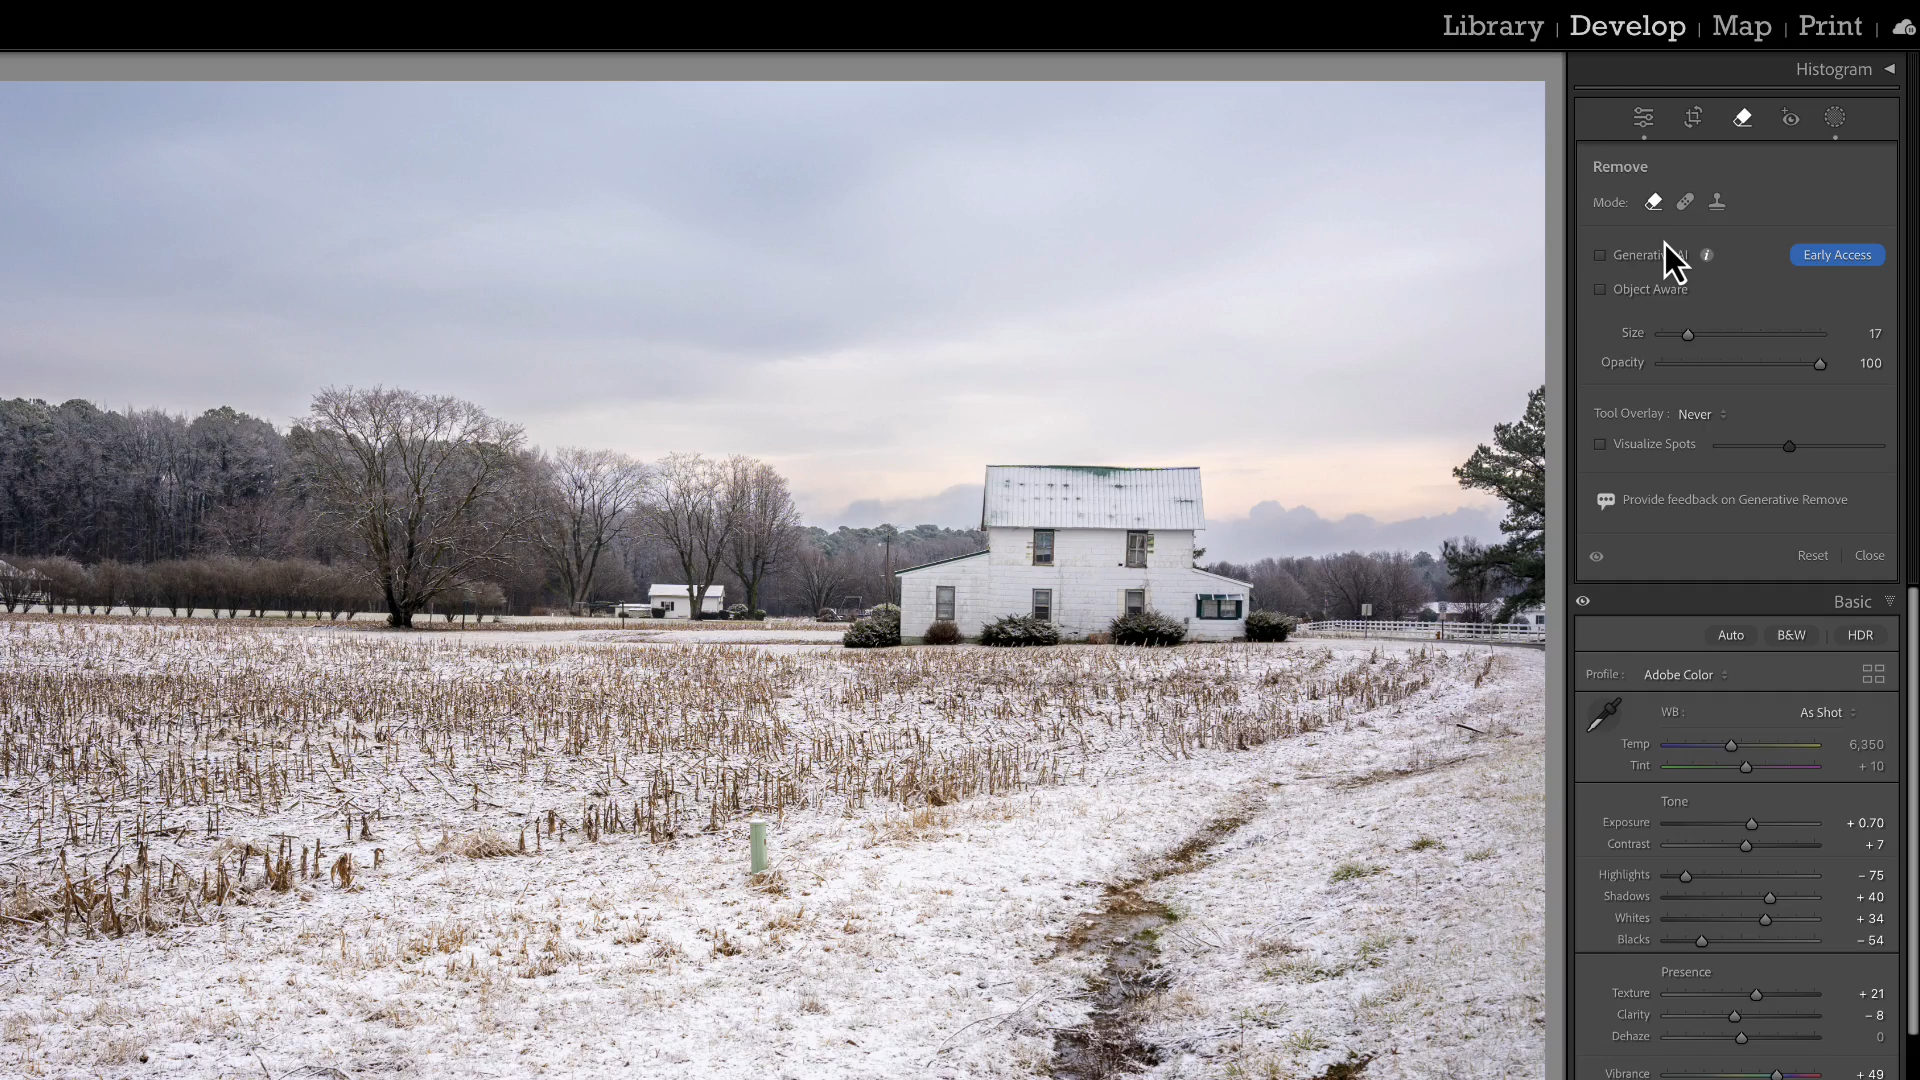 Library | Develop | Map | Print |
Histogram
Remove
Mode:
Generative AI Early Access
Object Aware
Size 17
Opacity 100
Tool Overlay : Never
Visualize Spots
Provide feedback on Generative Remove
Reset | Close
Basic
Auto B&W | HDR
Profile : Adobe Color
WB : As Shot
Temp 6,350
Tint + 10
Tone
Exposure + 0.70
Contrast + 7
Highlights – 75
Shadows + 40
Whites + 34
Blacks – 54
Presence
Texture + 21
Clarity – 8
Dehaze 0
Vibrance + 49